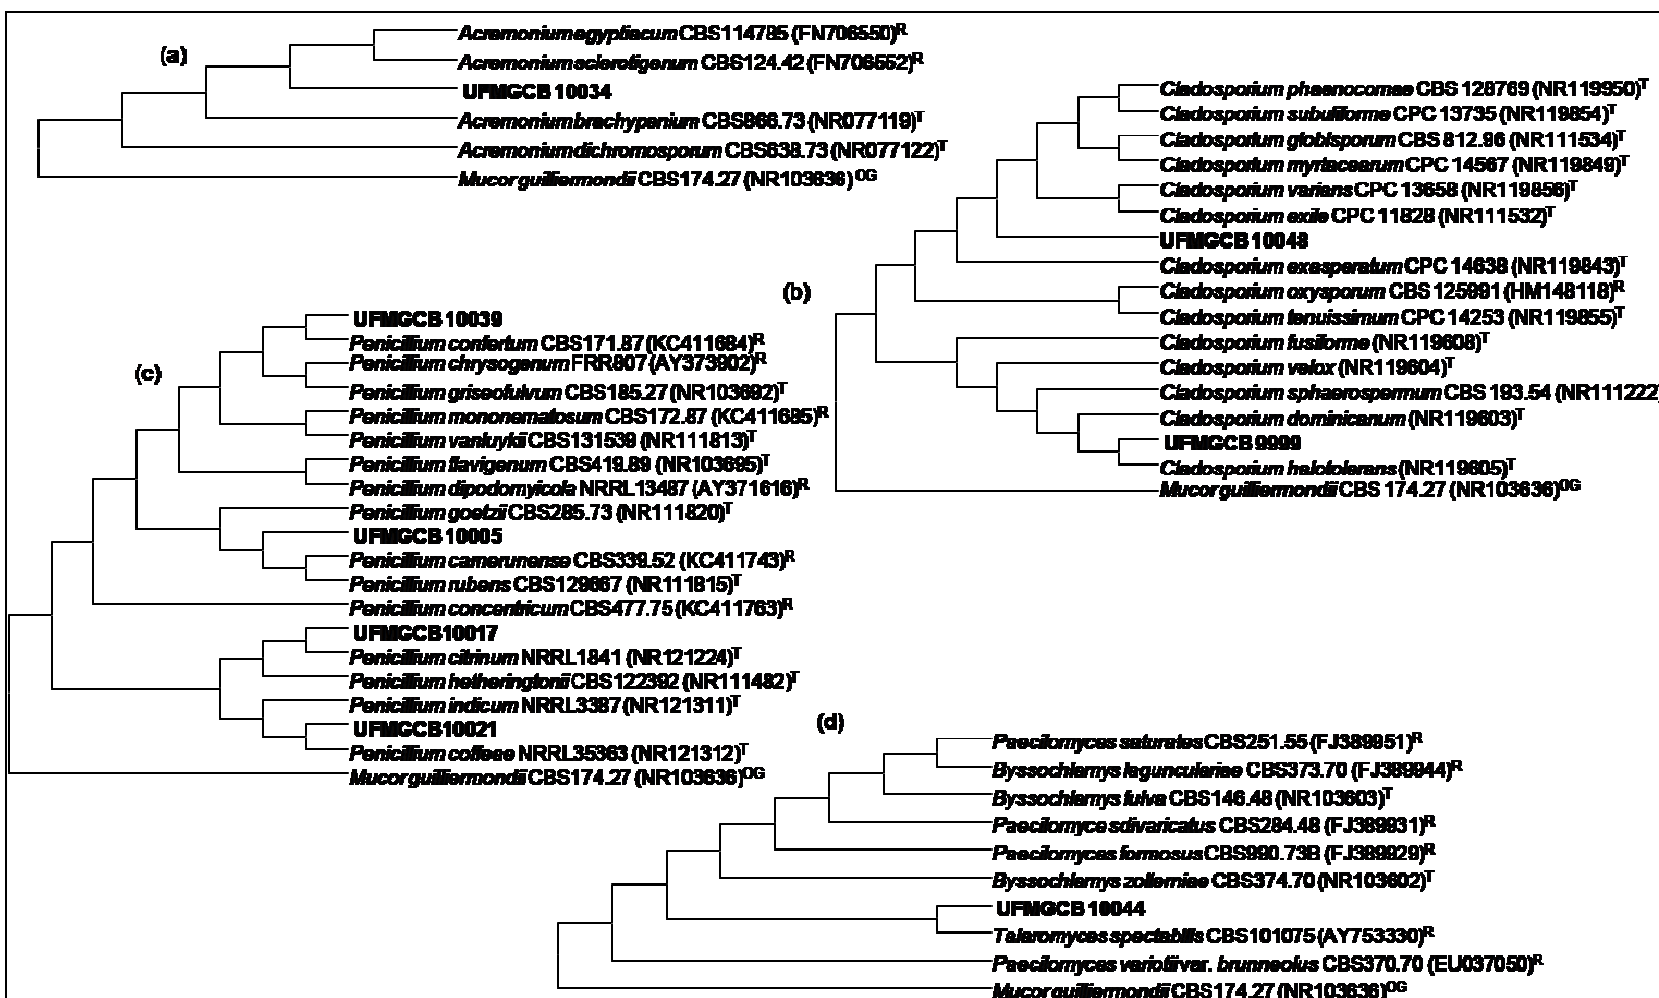 (a)
Acremonium egyptiacum CBS114785 (FN706550)R
Acremonium sclerotigenum CBS124.42 (FN706552)R
UFMGCB 10034
Acremonium brachypenium CBS866.73 (NR077119)T
Acremonium dichromosporum CBS638.73 (NR077122)T
Mucor guilliermondii CBS174.27 (NR103636) OG
(b)
Cladosporium phaenocomae CBS 128769 (NR119950)T
Cladosporium subuliforme CPC 13735 (NR119854)T
Cladosporium globisporum CBS 812.96 (NR111534)T
Cladosporium myrtacearum CPC 14567 (NR119849)T
Cladosporium varians CPC 13658 (NR119856)T
Cladosporium exile CPC 11828 (NR111532)T
UFMGCB 10048
Cladosporium exasperatum CPC 14638 (NR119843)T
Cladosporium oxysporum CBS 125991 (HM148118)R
Cladosporium tenuissimum CPC 14253 (NR119855)T
Cladosporium fusiforme (NR119608)T
Cladosporium velox (NR119604)T
Cladosporium sphaerospermum CBS 193.54 (NR111222)
Cladosporium dominicanum (NR119603)T
UFMGCB 9999
Cladosporium halotolerans (NR119605)T
Mucor guilliermondii CBS 174.27 (NR103636)OG
(c)
UFMGCB 10039
Penicillium confertum CBS171.87 (KC411684)R
Penicillium chrysogenum FRR807 (AY373902)R
Penicillium griseofulvum CBS185.27 (NR103692)T
Penicillium mononematosum CBS172.87 (KC411685)R
Penicillium vanluykii CBS131539 (NR111813)T
Penicillium flavigenum CBS419.89 (NR103695)T
Penicillium dipodomyicola NRRL13487 (AY371616)R
Penicillium goetzii CBS285.73 (NR111820)T
UFMGCB 10005
Penicillium camerunense CBS339.52 (KC411743)R
Penicillium rubens CBS129667 (NR111815)T
Penicillium concentricum CBS477.75 (KC411763)R
UFMGCB10017
Penicillium citrinum NRRL1841 (NR121224)T
Penicillium hetheringtonii CBS122392 (NR111482)T
Penicillium indicum NRRL3387 (NR121311)T
UFMGCB10021
Penicillium coffeae NRRL35363 (NR121312)T
Mucor guilliermondii CBS174.27 (NR103636)OG
(d)
Paecilomyces saturatus CBS251.55 (FJ389951)R
Byssochlamys lagunculariae CBS373.70 (FJ389944)R
Byssochlamys fulva CBS146.48 (NR103603)T
Paecilomyce sdivaricatus CBS284.48 (FJ389931)R
Paecilomyces formosus CBS990.73B (FJ389929)R
Byssochlamys zollerniae CBS374.70 (NR103602)T
UFMGCB 10044
Talaromyces spectabilis CBS101075 (AY753330)R
Paecilomyces variotii var. brunneolus CBS370.70 (EU037050)R
Mucor guilliermondii CBS174.27 (NR103636)OG